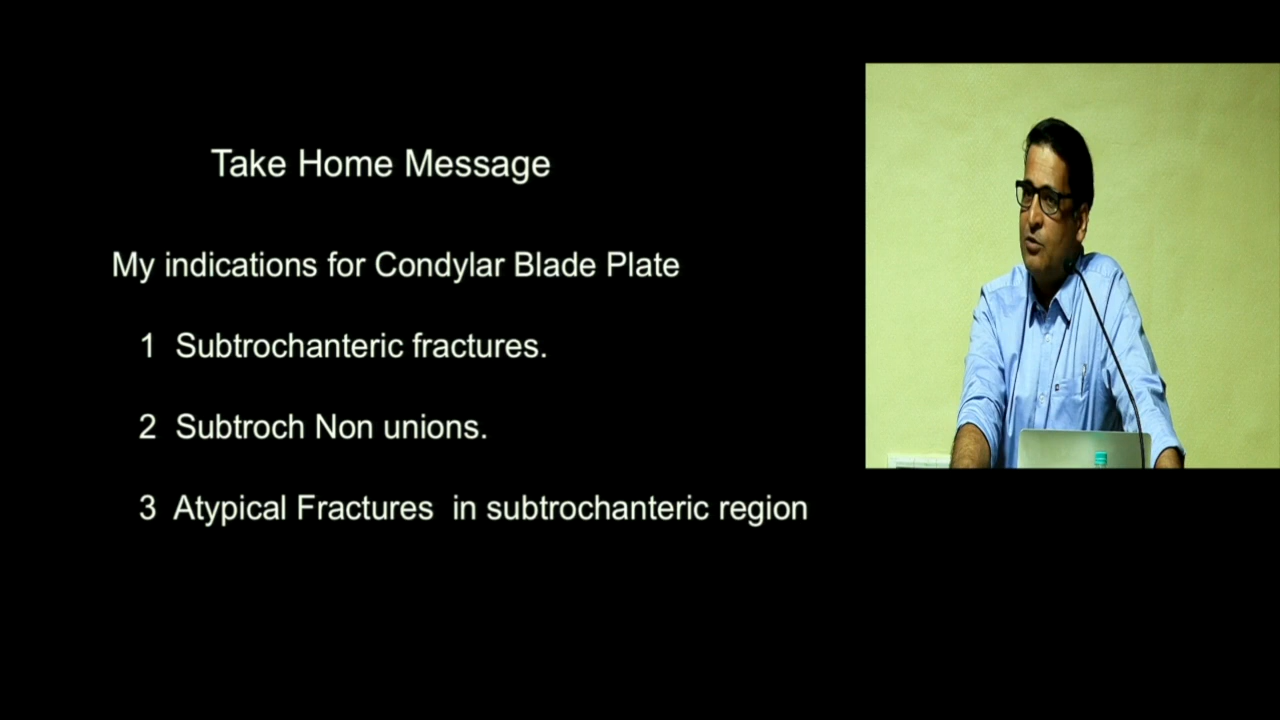 Take Home Message
My indications for Condylar Blade Plate
1 Subtrochanteric fractures.
2 Subtroch Non unions.
3 Atypical Fractures in subtrochanteric region